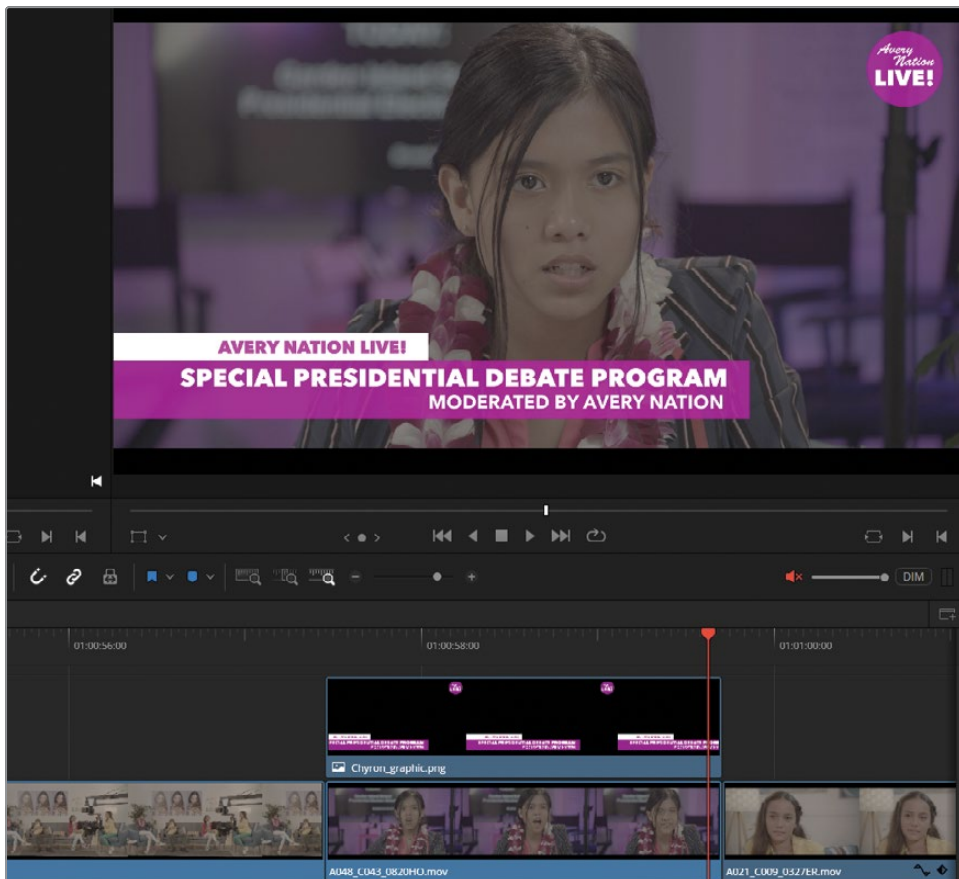 Avery
Nation
LIVE!
AVERY NATION LIVE!
SPECIAL PRESIDENTIAL DEBATE PROGRAM
MODERATED BY AVERY NATION
DIM
01:00:56:00
01:00:58:00
01:01:00:00
Chyron_graphic.png
A048_C043_0820HO.mov
A021_C009_0327ER.mov